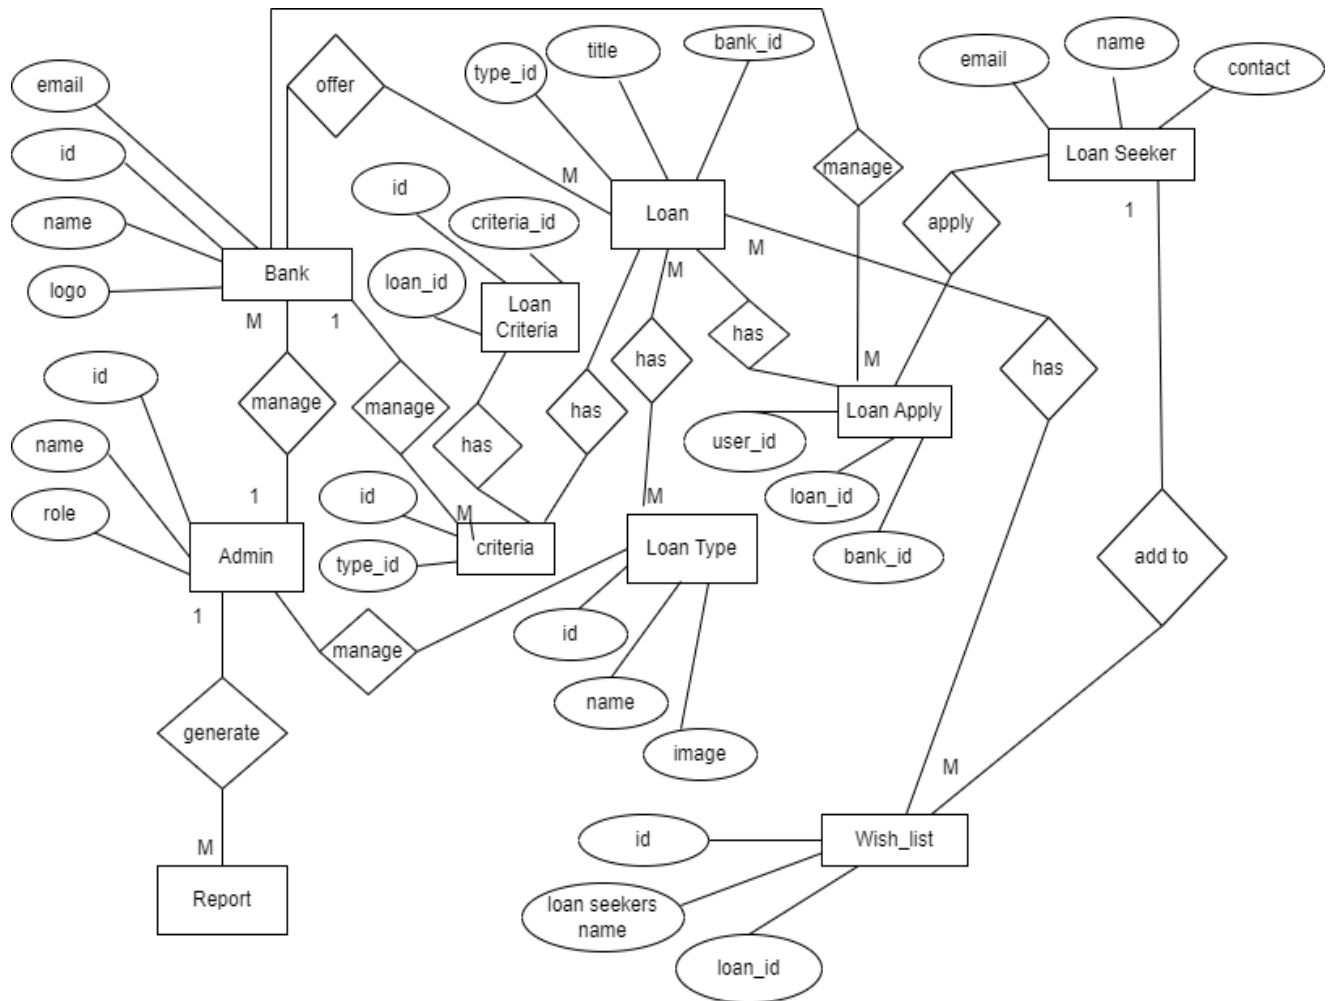 bank_id
title
name
email
contact
type_id
offer
email
id
Loan Seeker
manage
M
id
1
Loan
apply
name
criteria_id
M
Bank
M
loan_id
logo
Loan
Criteria
M
1
has
M
has
has
id
manage
manage
has
Loan Apply
name
has
user_id
1
id
M
loan_id
role
M
criteria
Loan Type
Admin
bank_id
add to
type_id
1
id
manage
name
generate
image
M
M
id
Wish_list
Report
loan seekers
name
loan_id